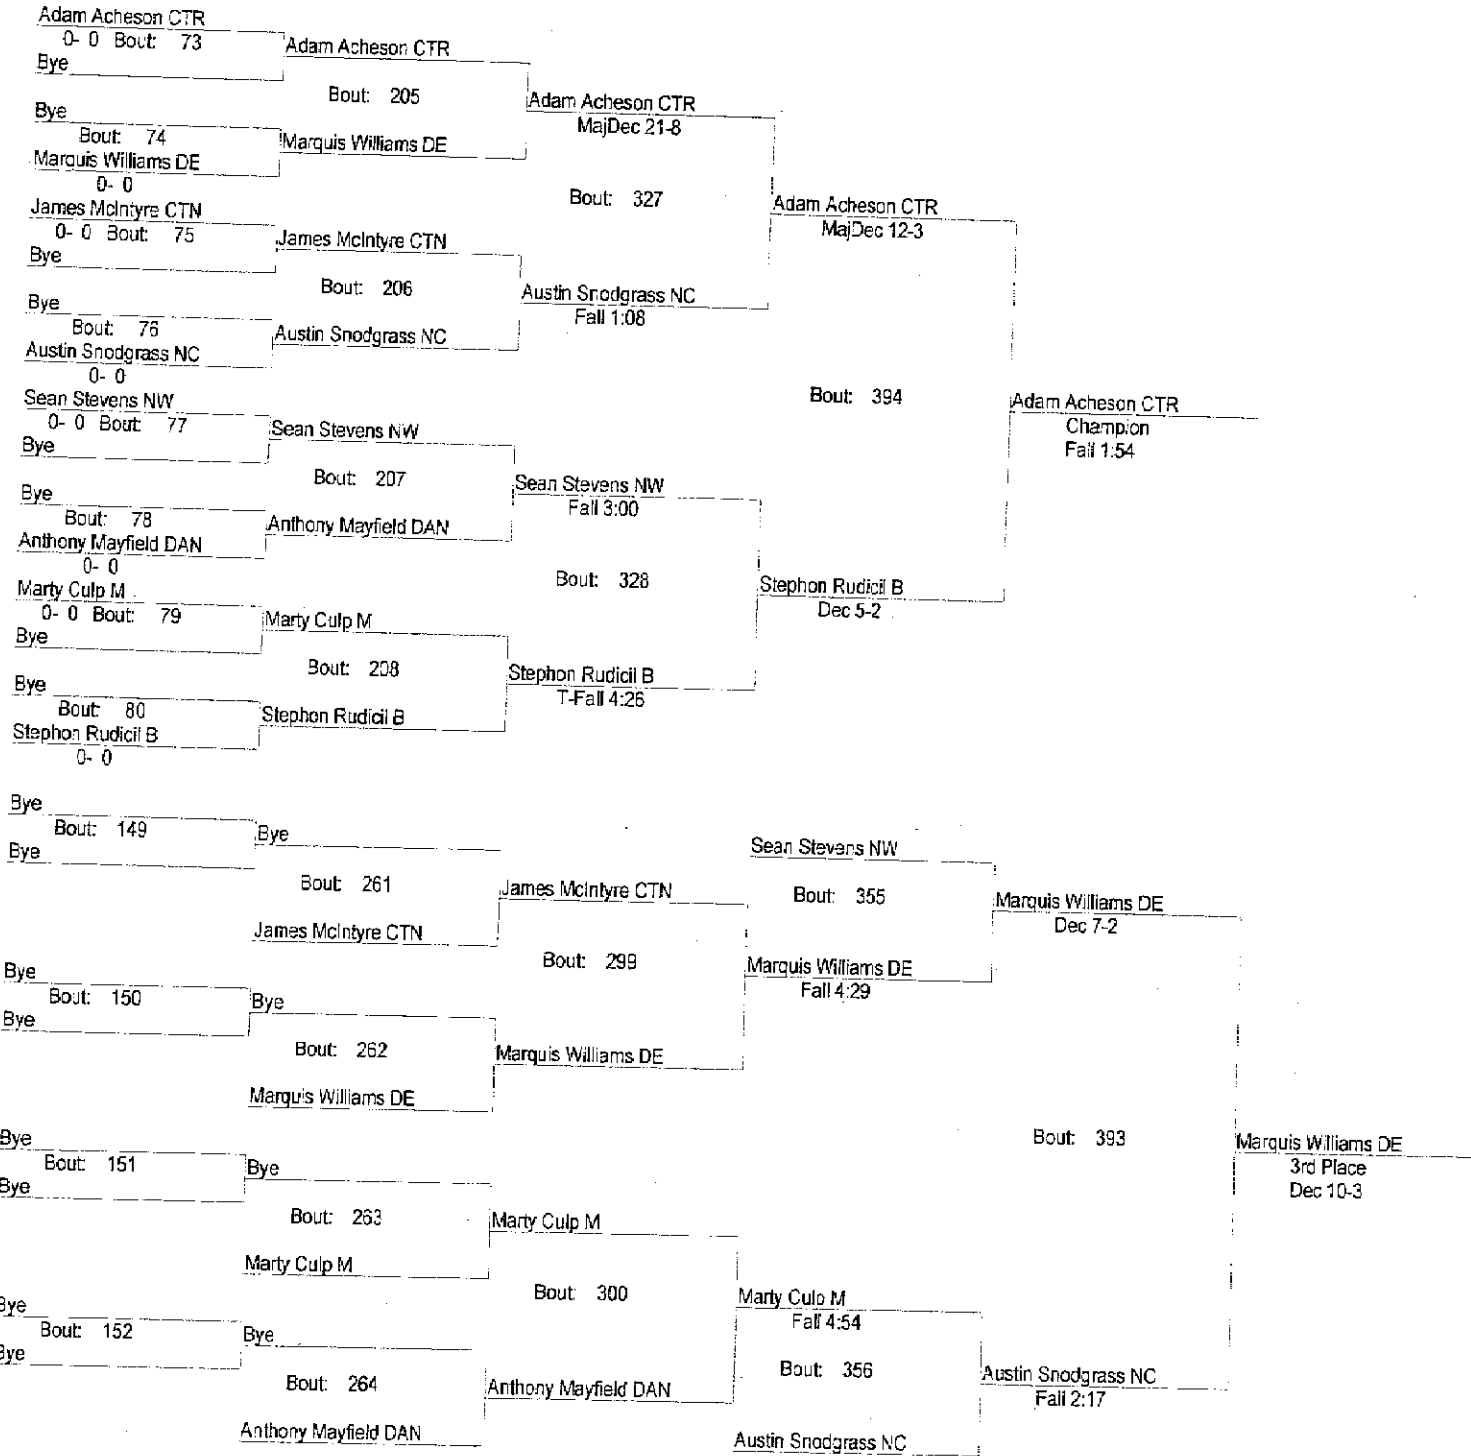 Adam Acheson CTR
0- 0 Bout: 73
Bye
Adam Acheson CTR
Bout: 205
Bye
Bout: 74
Marquis Williams DE
0- 0
Marquis Williams DE
Adam Acheson CTR
MajDec 21-8
Bout: 327
James McIntyre CTN
0- 0 Bout: 75
Bye
James McIntyre CTN
Bout: 206
Bye
Bout: 76
Austin Snodgrass NC
0- 0
Austin Snodgrass NC
Austin Snodgrass NC
Fall 1:08
Adam Acheson CTR
MajDec 12-3
Bout: 394
Sean Stevens NW
0- 0 Bout: 77
Bye
Sean Stevens NW
Bout: 207
Bye
Bout: 78
Anthony Mayfield DAN
0- 0
Anthony Mayfield DAN
Sean Stevens NW
Fall 3:00
Bout: 328
Marty Culp M
0- 0 Bout: 79
Bye
Marty Culp M
Bout: 208
Bye
Bout: 80
Stephon Rudicil B
0- 0
Stephon Rudicil B
Stephon Rudicil B
T-Fall 4:26
Stephon Rudicil B
Dec 5-2
Adam Acheson CTR
Champion
Fall 1:54
Bye
Bout: 149
Bye
Bye
Bout: 261
James McIntyre CTN
James McIntyre CTN
Bout: 299
Bye
Bout: 150
Bye
Bye
Bout: 262
Marquis Williams DE
Marquis Williams DE
Sean Stevens NW
Bout: 355
Marquis Williams DE
Fall 4:29
Marquis Williams DE
Dec 7-2
Bout: 393
Bye
Bout: 151
Bye
Bye
Bout: 263
Marty Culp M
Marty Culp M
Bout: 300
Bye
Bout: 152
Bye
Bye
Bout: 264
Anthony Mayfield DAN
Anthony Mayfield DAN
Marty Culp M
Fall 4:54
Bout: 356
Austin Snodgrass NC
Austin Snodgrass NC
Fall 2:17
Marquis Williams DE
3rd Place
Dec 10-3